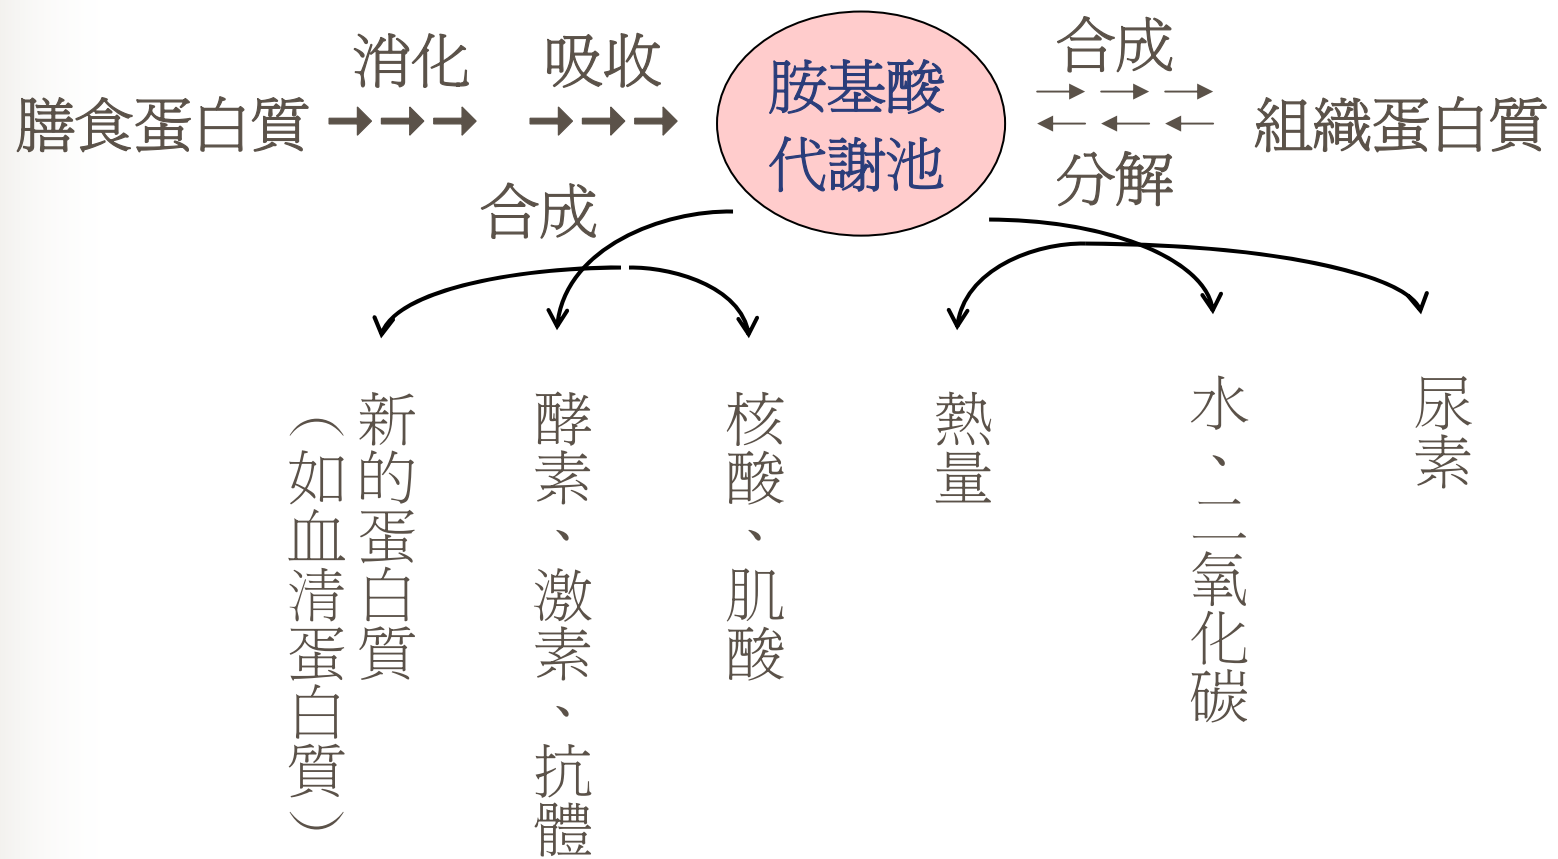 膳食蛋白質
消化
吸收
胺基酸
代謝池
合成
分解
組織蛋白質
合成
新的蛋白質
（如血清蛋白質）
酵素、激素、抗體
核酸、肌酸
熱量
水、二氧化碳
尿素